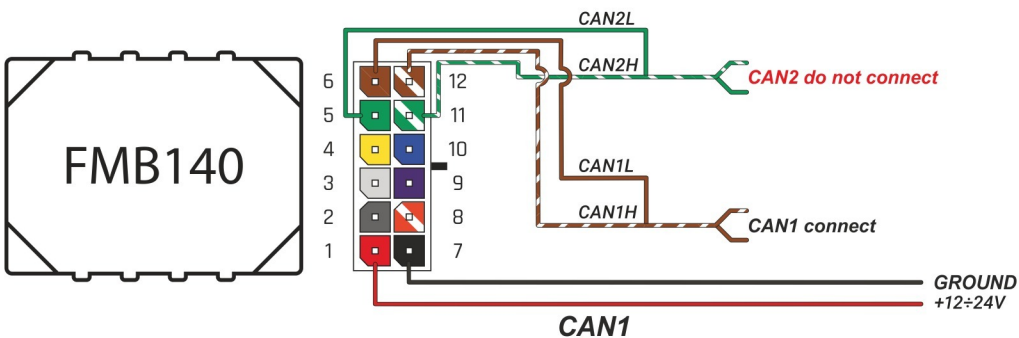 CAN2L
CAN2H
CAN2 do not connect
FMB140
6 12
5 11
4 10
3 9
2 8
1 7
CAN1L
CAN1H
CAN1 connect
GROUND
+12÷24V
CAN1